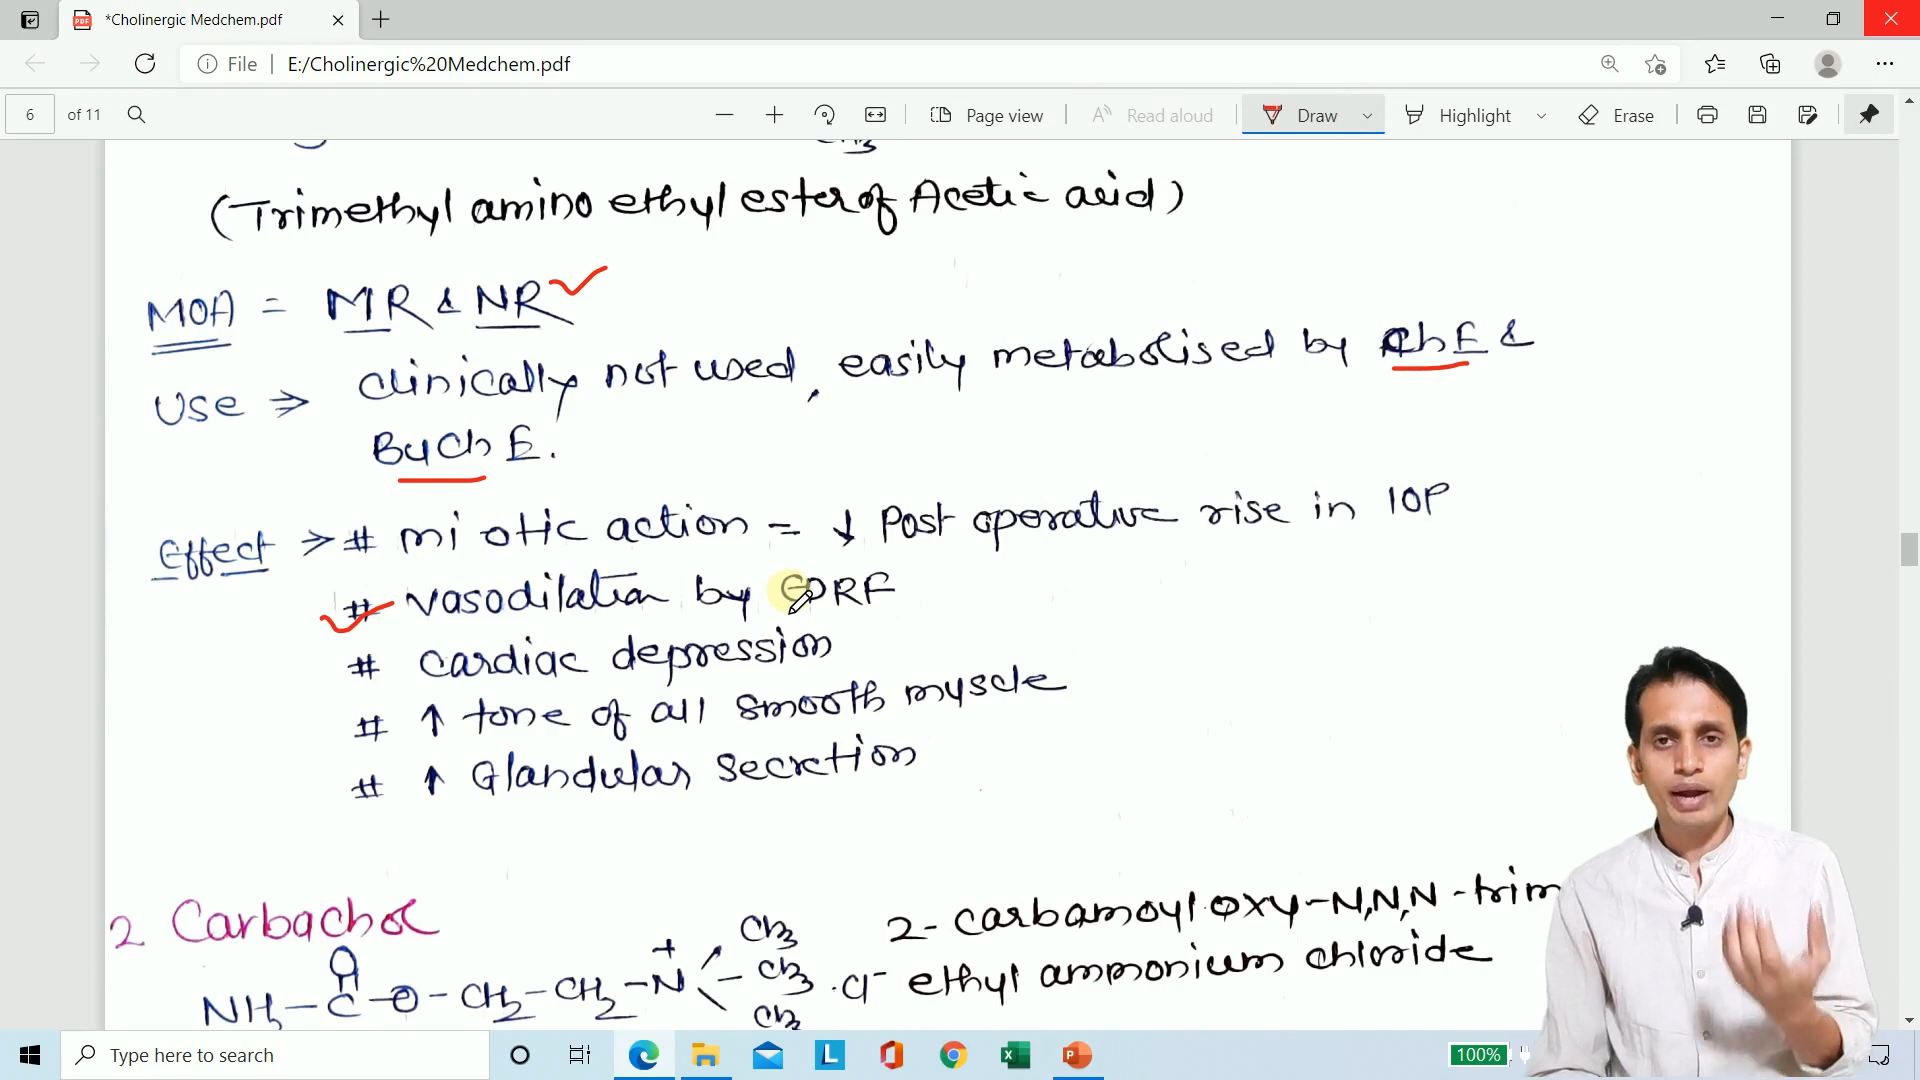 *Cholinergic Medchem.pdf
File
E:/Cholinergic%20Medchem.pdf
6 of 11
Page view
Read aloud
Draw
Highlight
Erase
(Trimethyl amino ethyl ester of Acetic acid)
MOA = MR & NR
Use ⇒ clinically not used, easily metabolised by ChE &
BuChE.
Effect > # miotic action = ↓ Post operative rise in IOP
# vasodilation by EDRF
# cardiac depression
# ↑ tone of all smooth muscle
# ↑ Glandular secretion
2 Carbachol
2-carbamoyloxy-N,N,N-trim
ethyl ammonium chloride
CH3
NH2-C-O-CH2-CH2-N+-CH3 .Cl-
O
CH3
Type here to search
100%